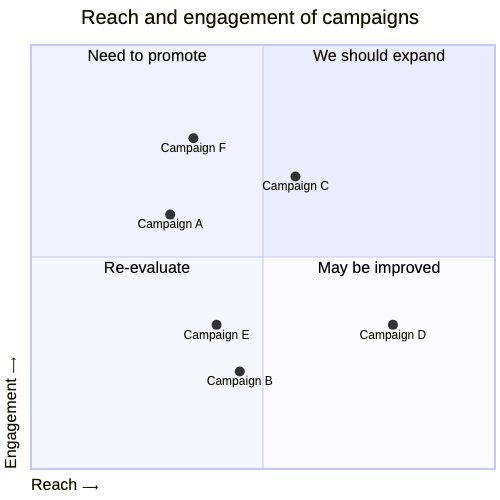 Reach and engagement of campaigns
Need to promote
We should expand
Campaign F
Campaign C
Campaign A
Re-evaluate
May be improved
Campaign E
Campaign D
Campaign B
Engagement →
Reach →